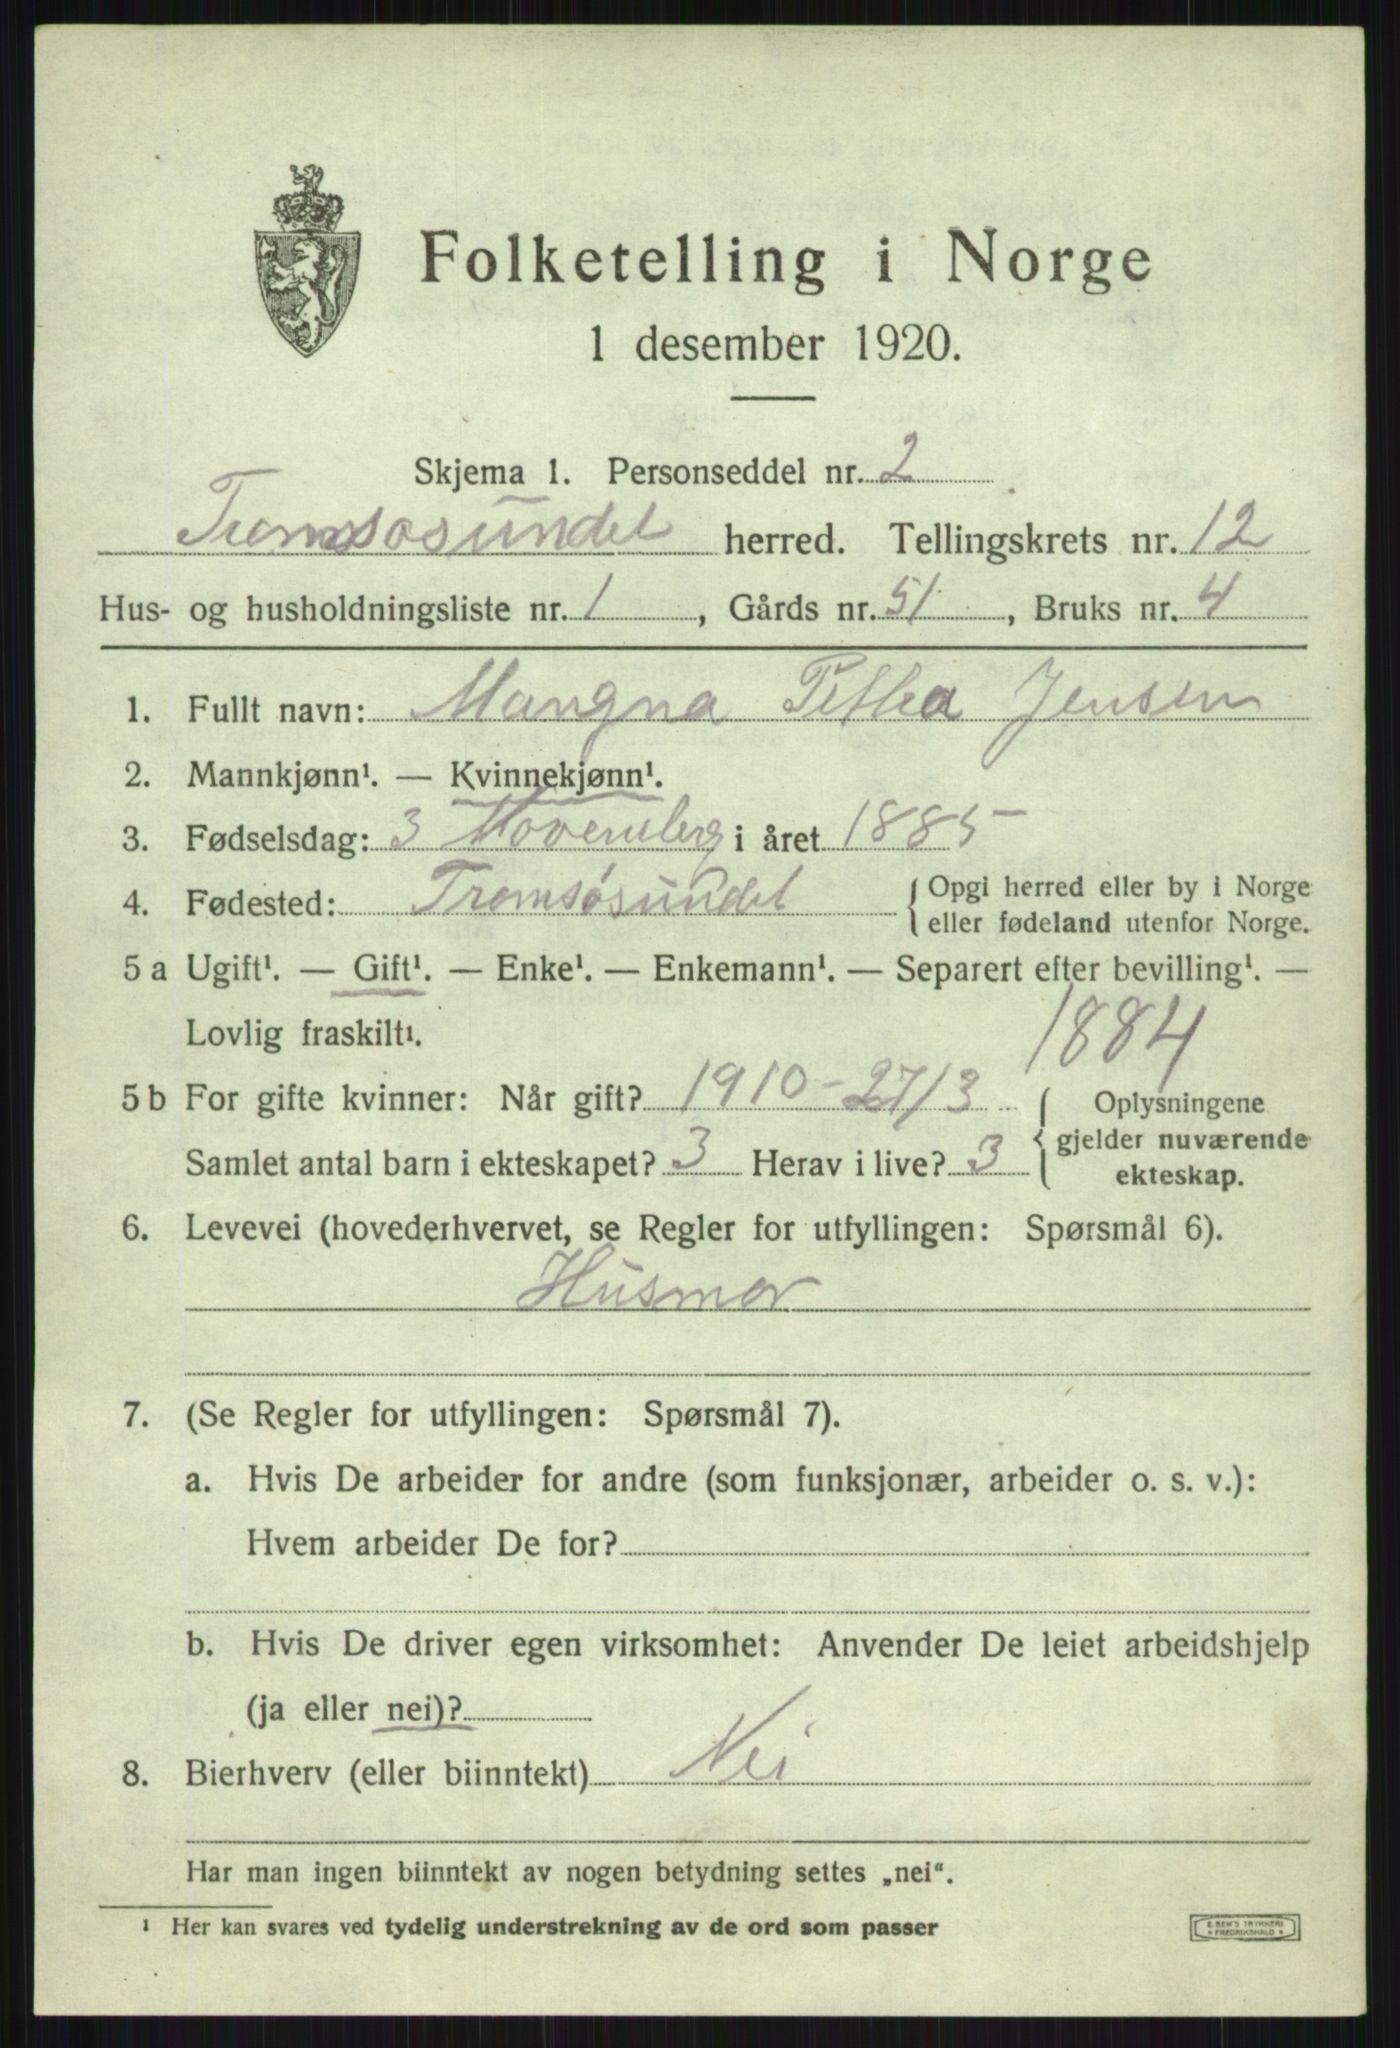 Folketelling i Norge
1 desember 1920.
Skjema 1. Personseddel nr. 2
Tromsøsundet herred. Tellingskrets nr. 12
Hus- og husholdningsliste nr. 1, Gårds nr. 51, Bruks nr. 4
1. Fullt navn: Mangna Pethea Jensen
2. Mannkjønn¹. — Kvinnekjønn¹.
3. Fødselsdag: 3 November i året 1885
4. Fødested: Tromsøsundet { Opgi herred eller by i Norge
eller fødeland utenfor Norge.
5 a Ugift¹. — Gift¹. — Enke¹. — Enkemann¹. — Separert efter bevilling¹. —
Lovlig fraskilt¹. 1884
5 b For gifte kvinner: Når gift? 1910 - 27/3 { Oplysningene
gjelder nuværende
Samlet antal barn i ekteskapet? 3 Herav i live? 3 ekteskap.
6. Levevei (hovederhvervet, se Regler for utfyllingen: Spørsmål 6).
Husmor
7. (Se Regler for utfyllingen: Spørsmål 7).
a. Hvis De arbeider for andre (som funksjonær, arbeider o. s. v.):
Hvem arbeider De for?
b. Hvis De driver egen virksomhet: Anvender De leiet arbeidshjelp
(ja eller nei)?
8. Bierhverv (eller biinntekt) Nei
Har man ingen biinntekt av nogen betydning settes „nei“.
¹ Her kan svares ved tydelig understrekning av de ord som passer
E. SEM'S TRYKKERI
* FREDRIKSHALD *